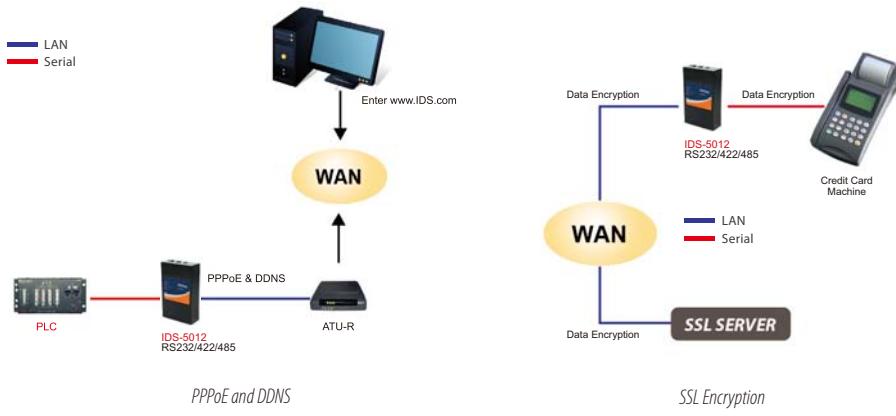 LAN
Serial
Enter www.IDS.com
WAN
PPPoE & DDNS
PLC
IDS-5012
RS232/422/485
ATU-R
PPPoE and DDNS
Data Encryption
Data Encryption
IDS-5012
RS232/422/485
Credit Card
Machine
WAN
LAN
Serial
SSL SERVER
Data Encryption
SSL Encryption